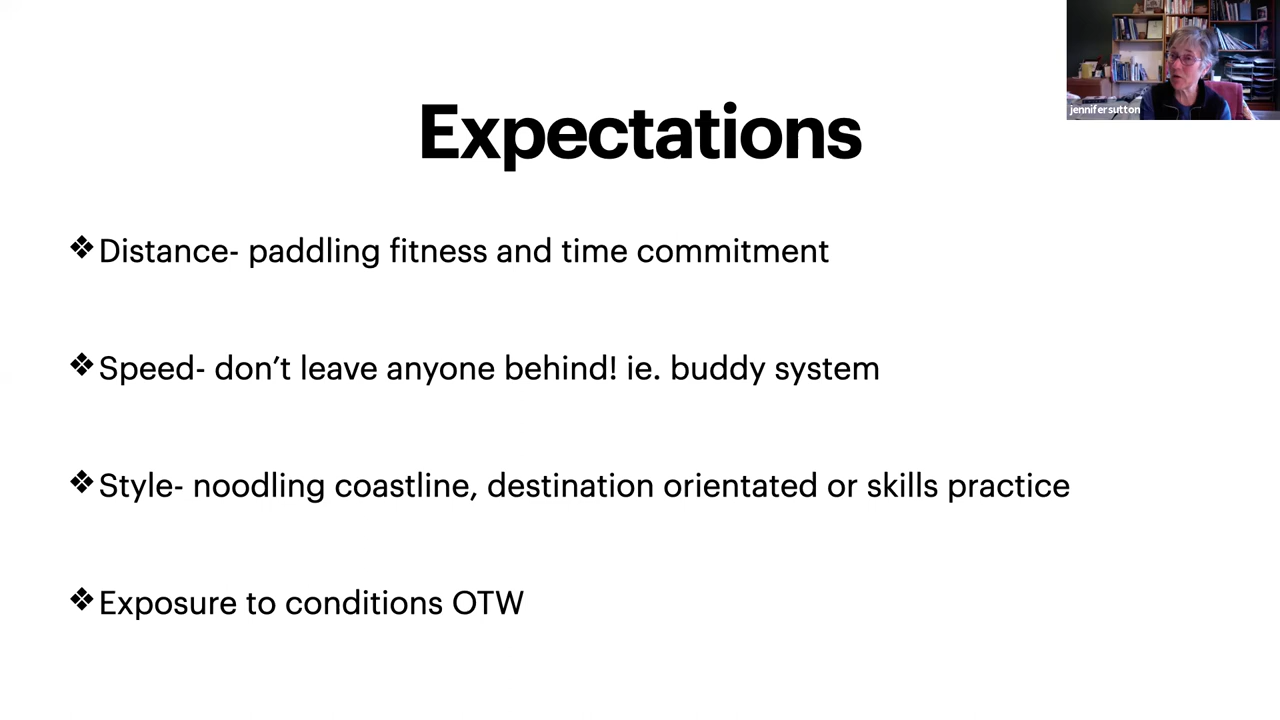 jennifersutton
Expectations
❖Distance- paddling fitness and time commitment
❖Speed- don’t leave anyone behind! ie. buddy system
❖Style- noodling coastline, destination orientated or skills practice
❖Exposure to conditions OTW